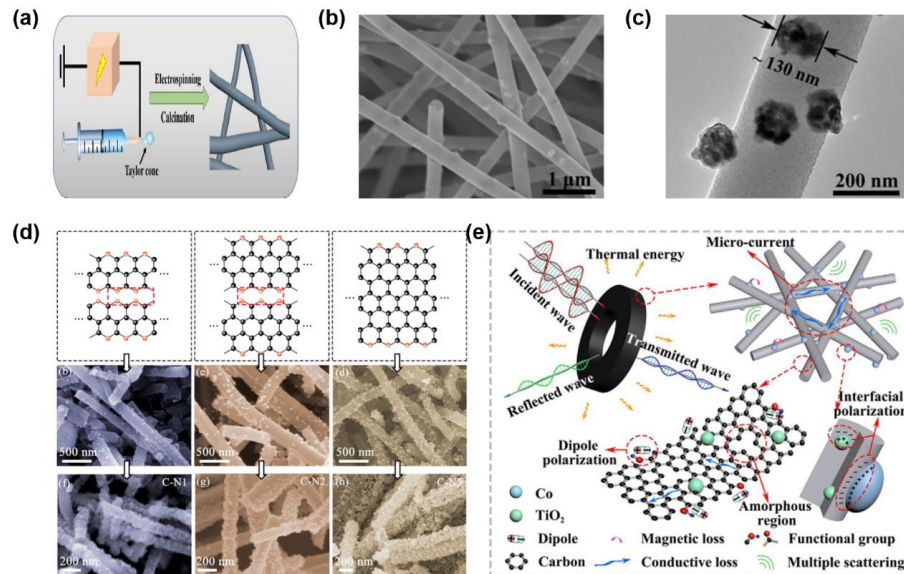 (a)
Electrospinning
Calcination
Taylor cone
(b)
1 μm
(c)
~ 130 nm
200 nm
(d)
(b)
500 nm
(c)
500 nm
(d)
500 nm
(f)
C-N1
200 nm
(g)
C-N2
200 nm
(h)
C-N3
200 nm
(e)
Incident wave
Thermal energy
Micro-current
Transmitted wave
Reflected wave
Interfacial
polarization
Dipole
polarization
Amorphous
region
Co
TiO₂
Dipole
Magnetic loss
Functional group
Carbon
Conductive loss
Multiple scattering